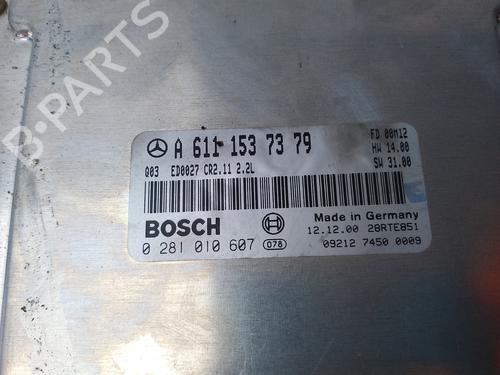 B-PARTS
A 611 153 73 79
FD 00M12
HW 14.00
SW 31.00
Q03 ED0027 CR2.11 2.2L
BOSCH
Made in Germany
12.12.00 28RTE851
0 281 010 607 078
09212 7450 0009